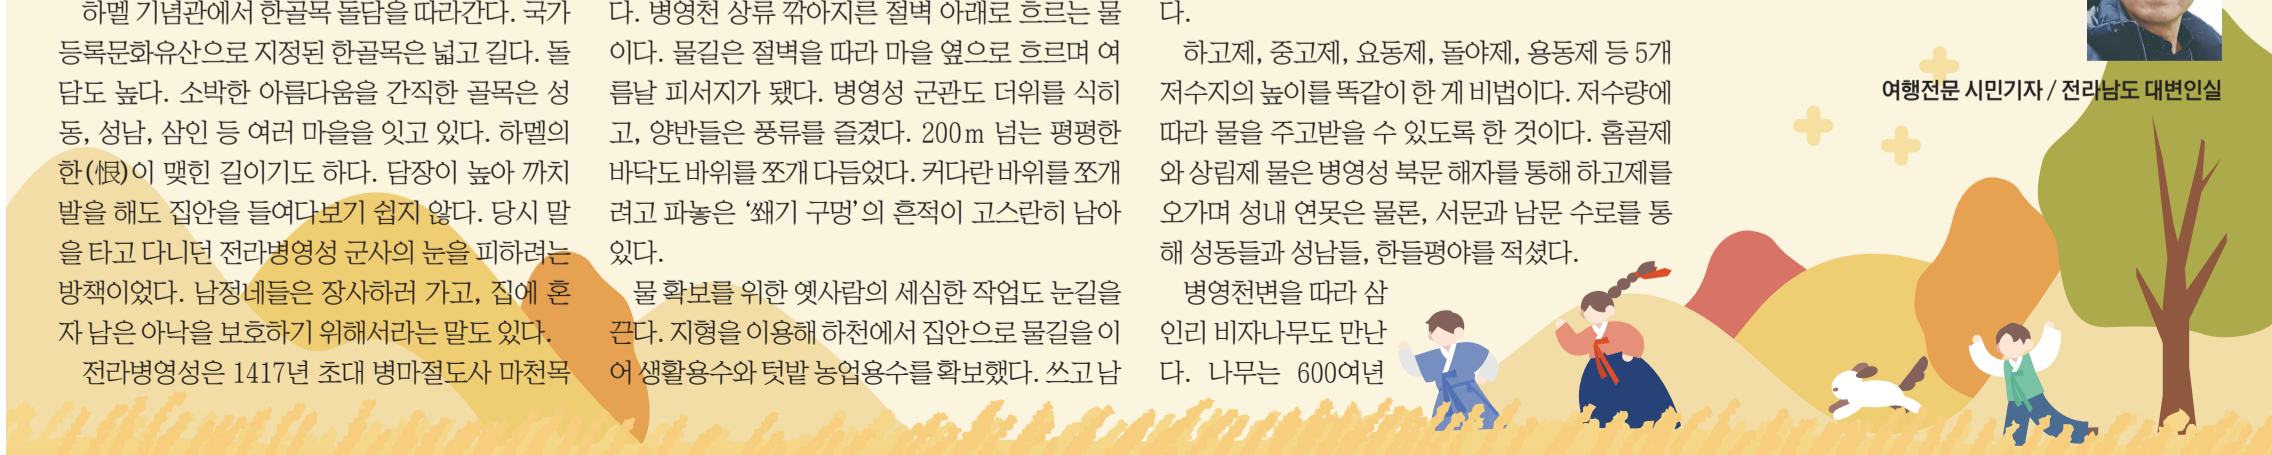 하멜 기념관에서 한골목 돌담을 따라간다. 국가
등록문화유산으로 지정된 한골목은 넓고 길다. 돌
담도 높다. 소박한 아름다움을 간직한 골목은 성
동, 성남, 삼인 등 여러 마을을 잇고 있다. 하멜의
한(恨)이 맺힌 길이기도 하다. 담장이 높아 까치
발을 해도 집안을 들여다보기 쉽지 않다. 당시 말
을 타고 다니던 전라병영성 군사의 눈을 피하려는
방책이었다. 남정네들은 장사하러 가고, 집에 혼
자 남은 아낙을 보호하기 위해서라는 말도 있다.
전라병영성은 1417년 초대 병마절도사 마천목
다. 병영천 상류 깎아지른 절벽 아래로 흐르는 물
이다. 물길은 절벽을 따라 마을 옆으로 흐르며 여
름날 피서지가 됐다. 병영성 군관도 더위를 식히
고, 양반들은 풍류를 즐겼다. 200m 넘는 평평한
바닥도 바위를 쪼개 다듬었다. 커다란 바위를 쪼개
려고 파놓은 ‘쐐기 구멍’의 흔적이 고스란히 남아
있다.
물 확보를 위한 옛사람의 세심한 작업도 눈길을
끈다. 지형을 이용해 하천에서 집안으로 물길을 이
어 생활용수와 텃밭 농업용수를 확보했다. 쓰고 남
다.
하고제, 중고제, 요동제, 돌야제, 용동제 등 5개
저수지의 높이를 똑같이 한 게 비법이다. 저수량에
따라 물을 주고받을 수 있도록 한 것이다. 홈골제
와 상림제 물은 병영성 북문 해자를 통해 하고제를
오가며 성내 연못은 물론, 서문과 남문 수로를 통
해 성동들과 성남들, 한들평야를 적셨다.
병영천변을 따라 삼
인리 비자나무도 만난
다. 나무는 600여년
여행전문 시민기자 / 전라남도 대변인실